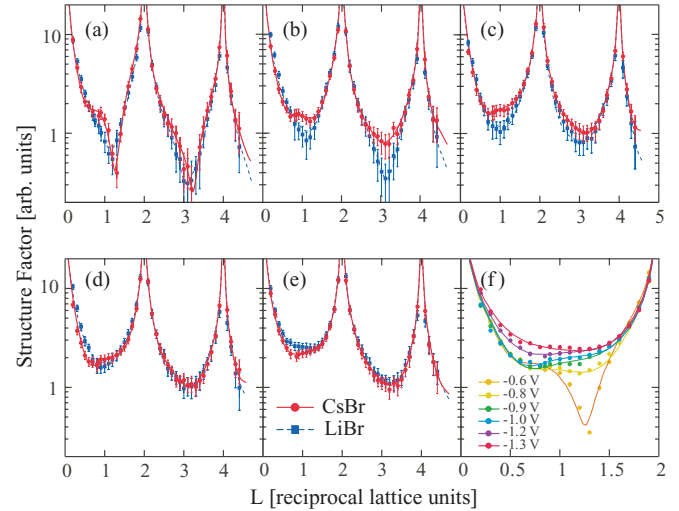 (a) (b) (c)
10
1
0 1 2 3 4 0 1 2 3 4 0 1 2 3 4 5
Structure Factor [arb. units]
(d) (e) (f)
10
1
CsBr
LiBr
-0.6 V
-0.8 V
-0.9 V
-1.0 V
-1.2 V
-1.3 V
0 1 2 3 4 0 1 2 3 4 0.5 1 1.5 2
L [reciprocal lattice units]